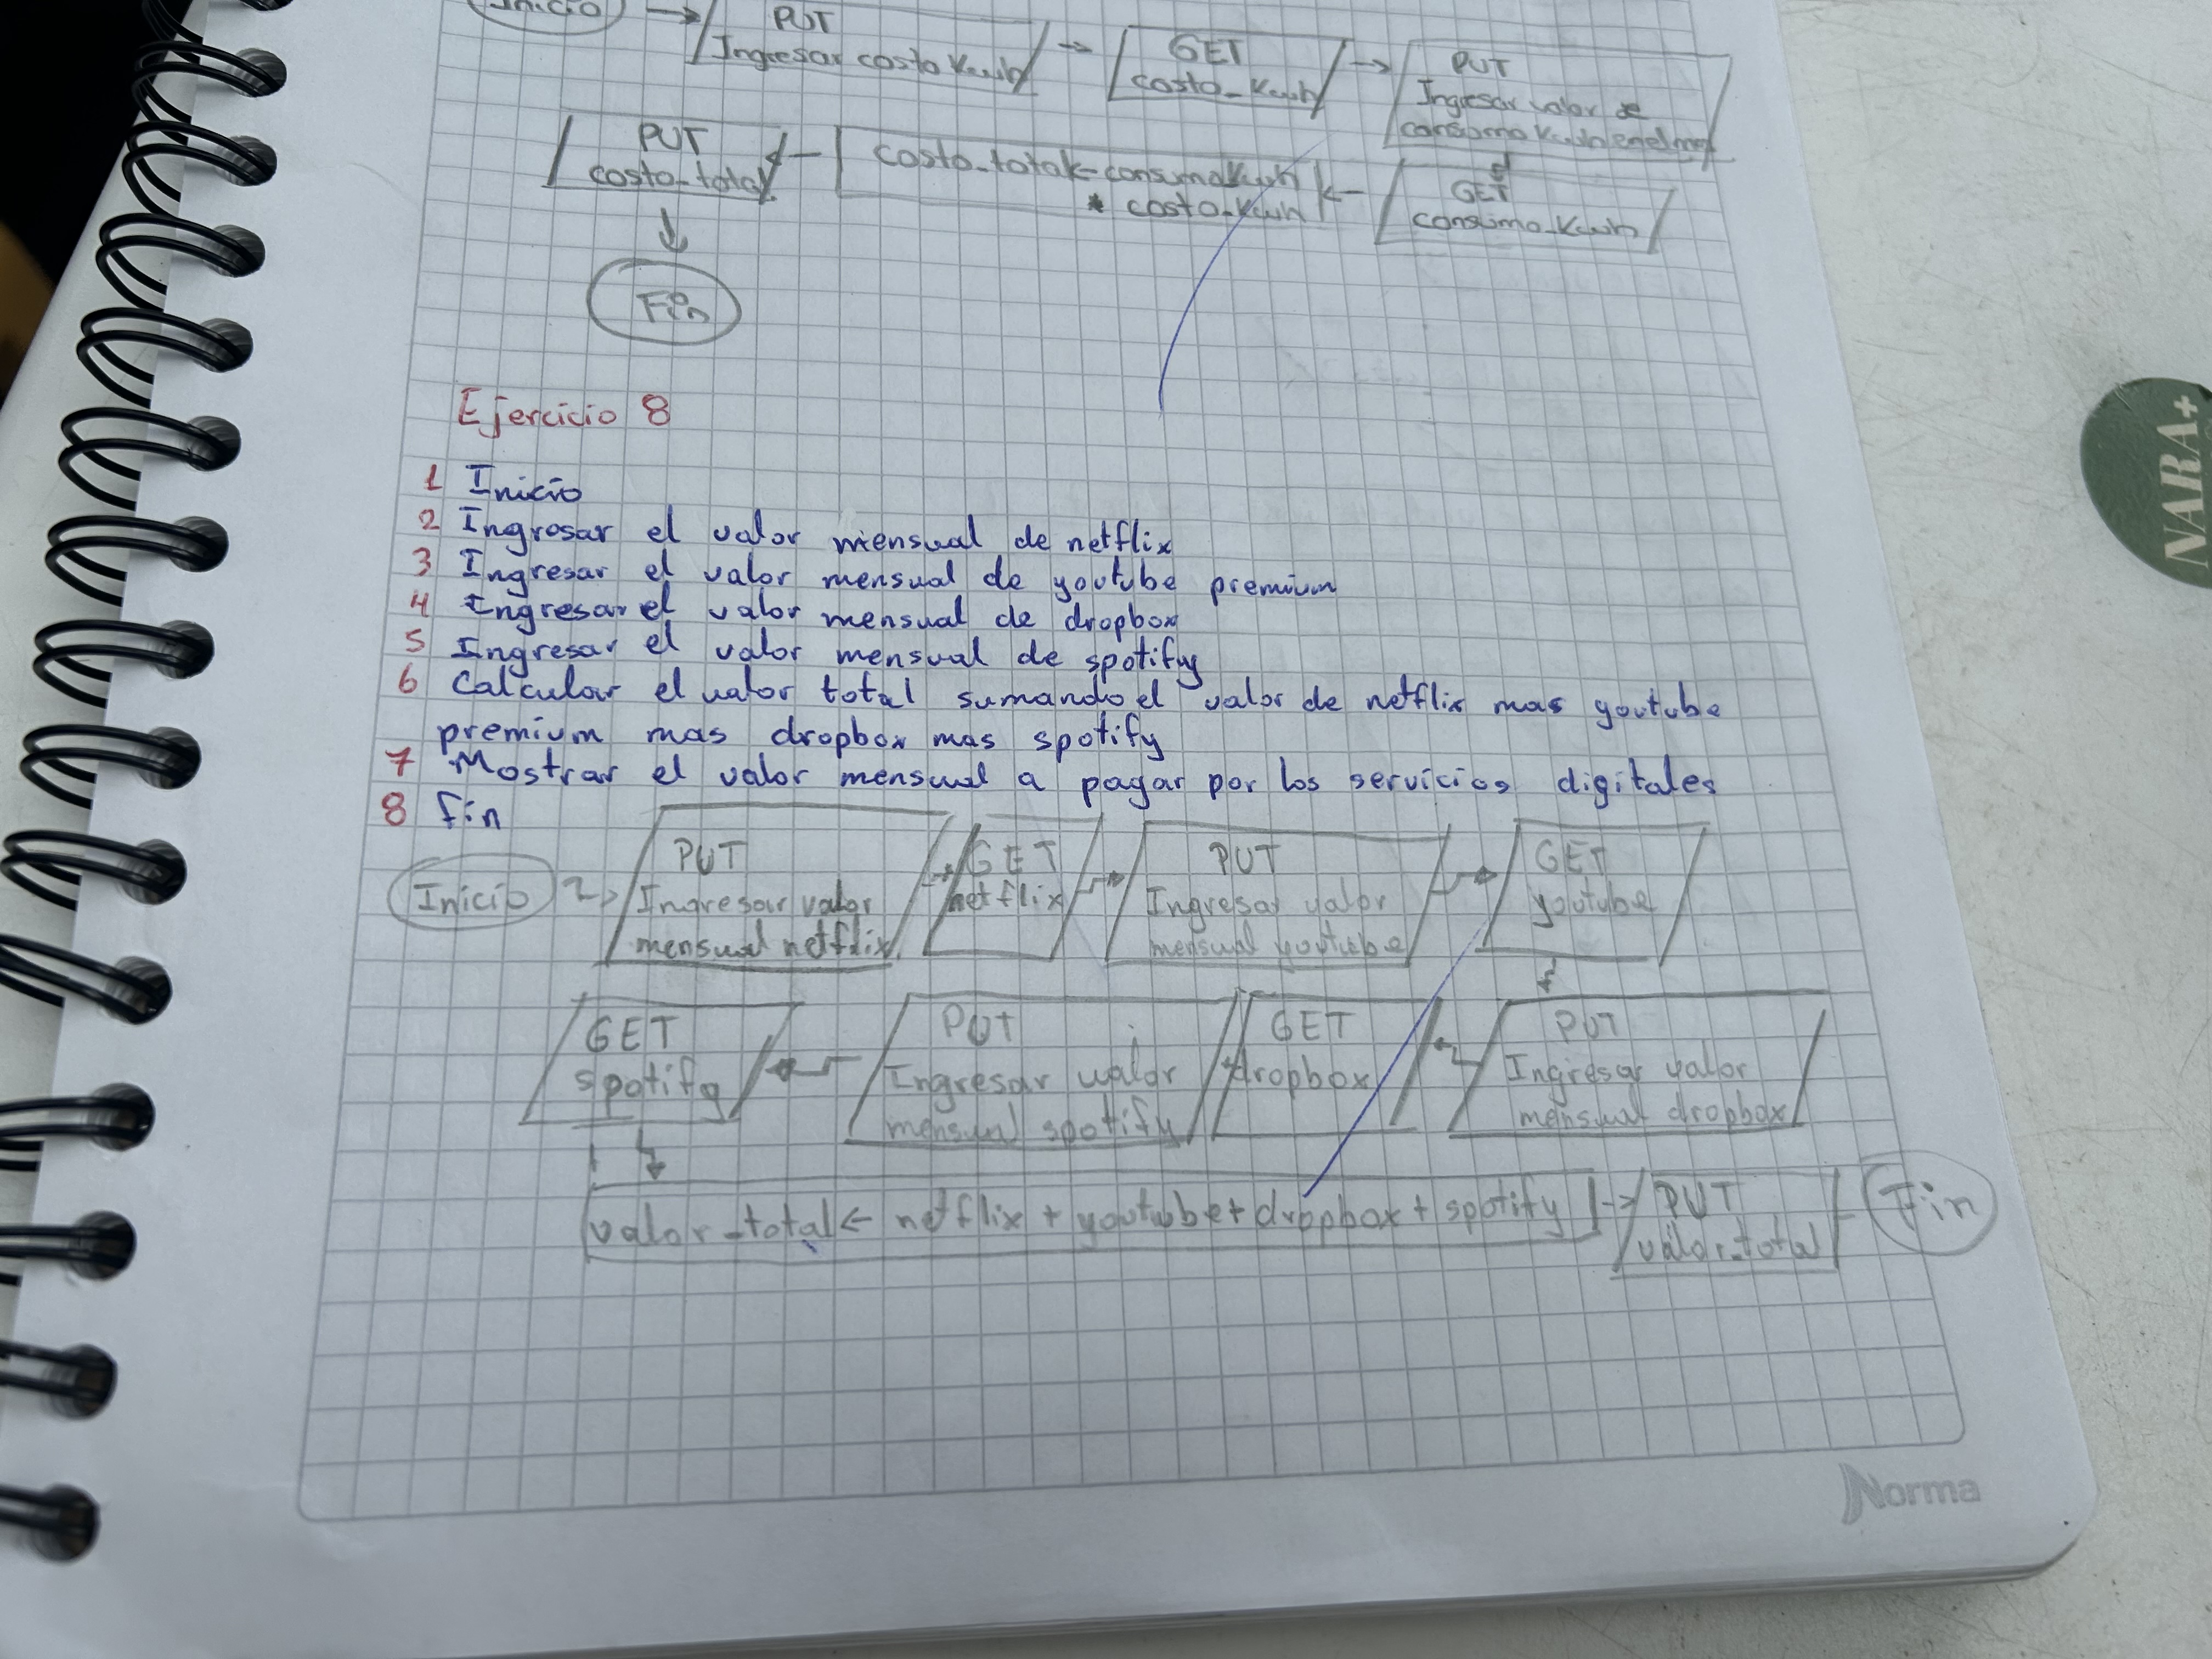 Inicio
PUT
Ingresar costo Kwh
GET
costo_Kwh
PUT
Ingresar valor de
consumo Kwh en el mes
GET
consumo_Kwh
costo_total←consumo_Kwh
* costo_Kwh
PUT
costo_total
Fin
Ejercicio 8
1 Inicio
2 Ingrosar el valor mensual de netflix
3 Ingresar el valor mensual de youtube premium
4 Ingresar el valor mensual de dropbox
5 Ingresar el valor mensual de spotify
6 Calcular el valor total sumando el valor de netflix mas youtube
premium mas dropbox mas spotify
7 Mostrar el valor mensual a pagar por los servicios digitales
8 fin
Inicio
PUT
Ingresar valor
mensual netflix
GET
netflix
PUT
Ingresar valor
mensual youtube
GET
youtube
PUT
Ingresar valor
mensual dropbox
GET
dropbox
PUT
Ingresar valor
mensual spotify
GET
spotify
valor_total ← netflix + youtube + dropbox + spotify
PUT
valor_total
Fin
Norma
NARA+